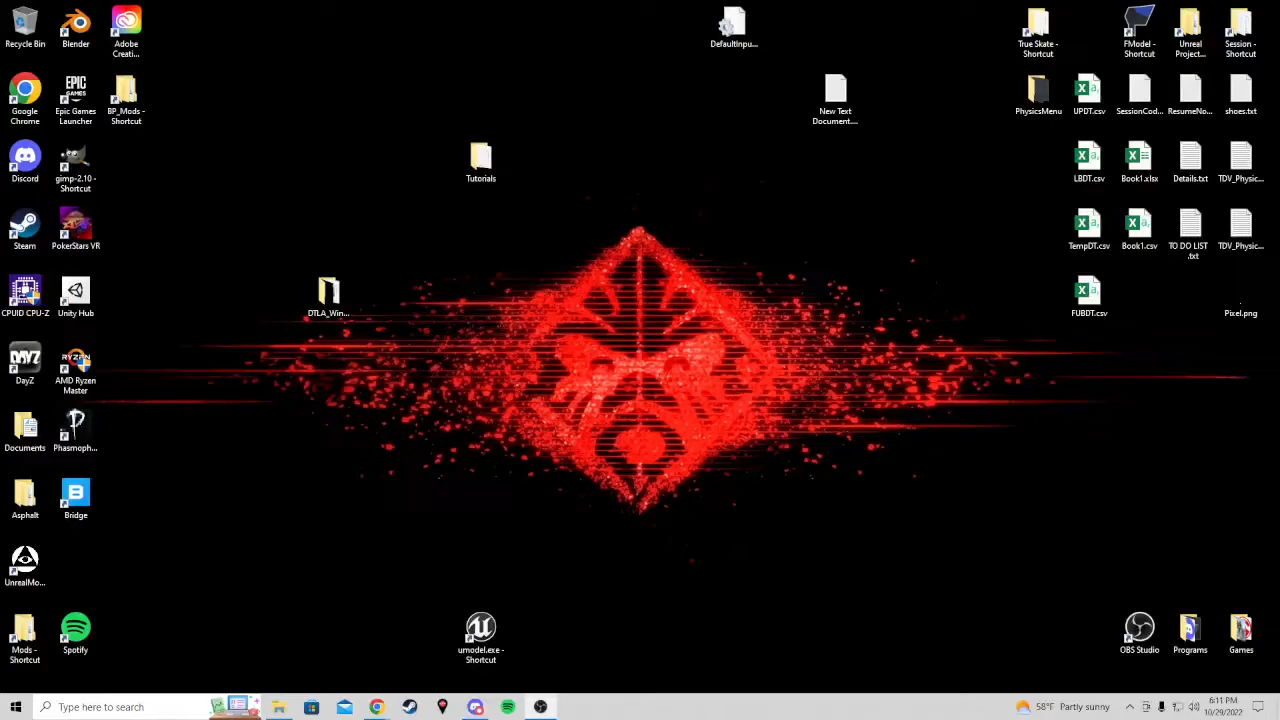 Recycle Bin
Blender
Adobe
Creati...
DefaultInpu...
True Skate -
Shortcut
FModel -
Shortcut
Unreal
Project...
Session -
Shortcut
Google
Chrome
EPIC
GAMES
Epic Games
Launcher
BP_Mods -
Shortcut
New Text
Document....
PhysicsMenu
UPDT.csv
SessionCod...
ResumeNo...
shoes.txt
Discord
gimp-2.10 -
Shortcut
Tutorials
LBDT.csv
Book1.xlsx
Details.txt
TDV_Physic...
Steam
PokerStars VR
TempDT.csv
Book1.csv
TO DO LIST
.txt
TDV_Physic...
CPUID CPU-Z
Unity Hub
DTLA_Win...
FUBDT.csv
Pixel.png
DAYZ
DayZ
RYZEN
AMD Ryzen
Master
Documents
Phasmoph...
Asphalt
Bridge
UnrealMo...
Mods -
Shortcut
Spotify
umodel.exe -
Shortcut
OBS Studio
Programs
Games
Type here to search
58°F Partly sunny
6:11 PM
10/29/2022